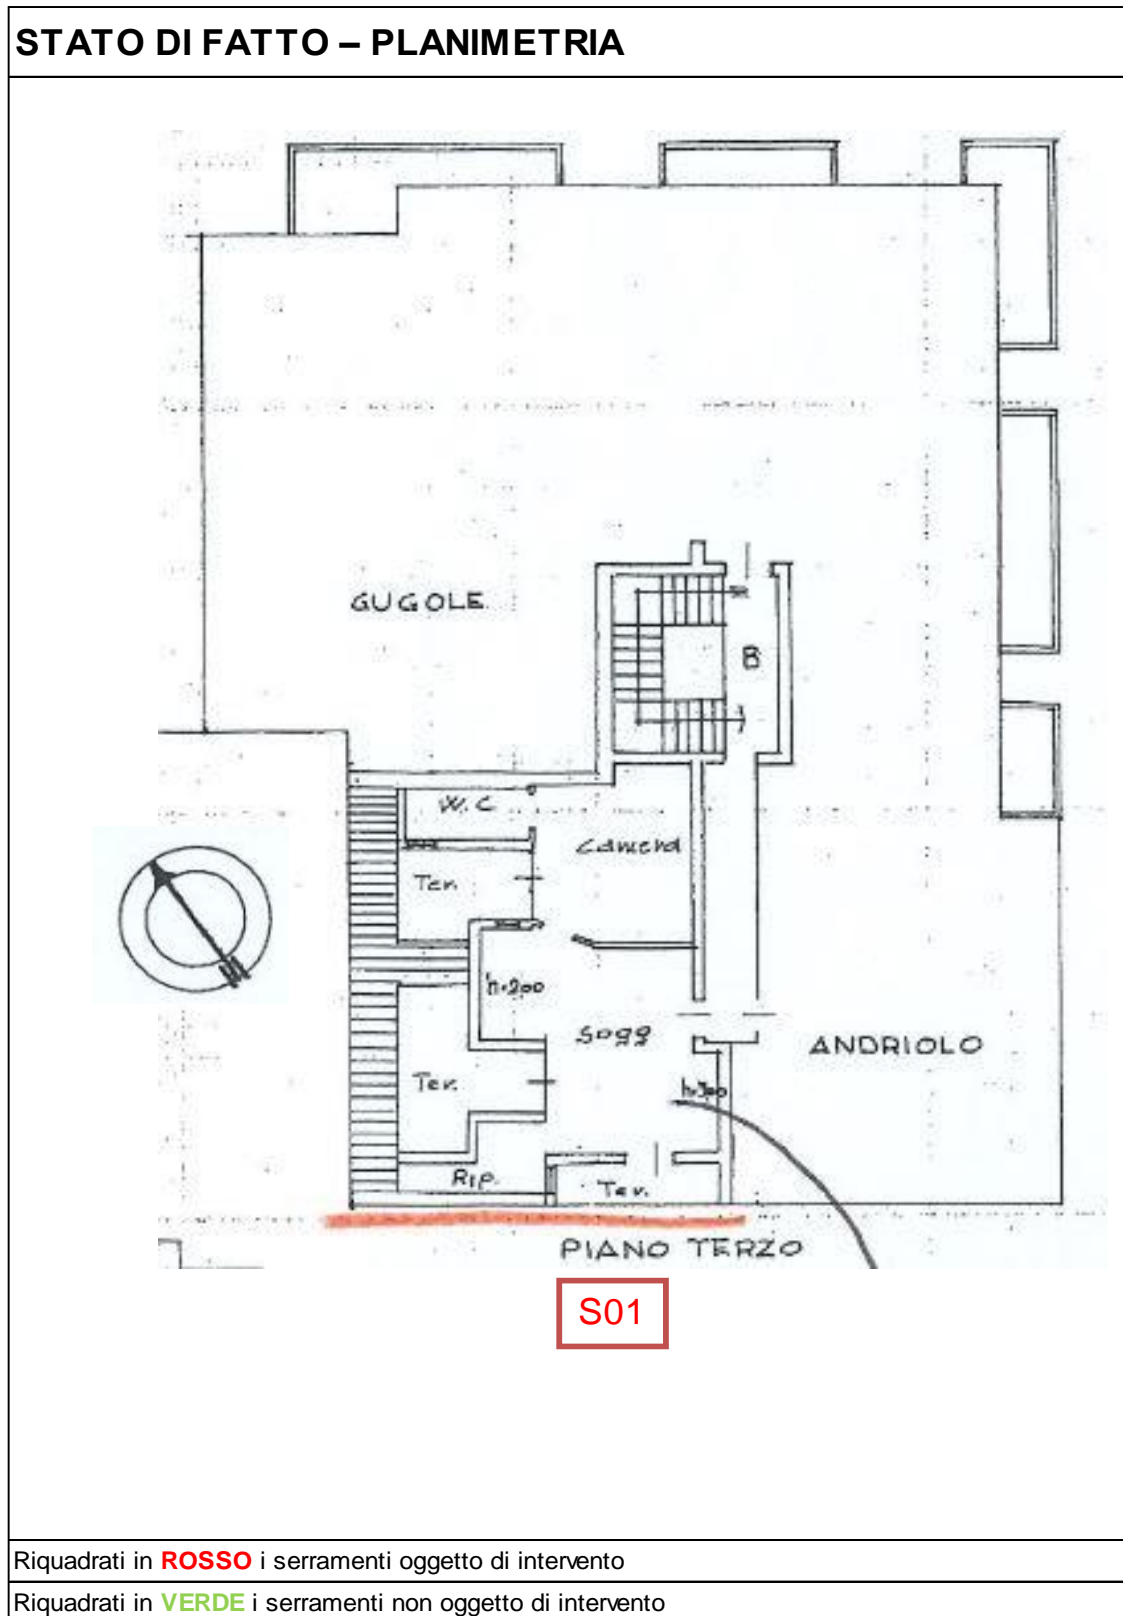 STATO DI FATTO – PLANIMETRIA
GUGOLE
B
W.C
Camera
Ter.
h=200
Sogg
ANDRIOLO
Ter.
h=300
Rip.
Ter.
PIANO TERZO
S01
Riquadrati in ROSSO i serramenti oggetto di intervento
Riquadrati in VERDE i serramenti non oggetto di intervento